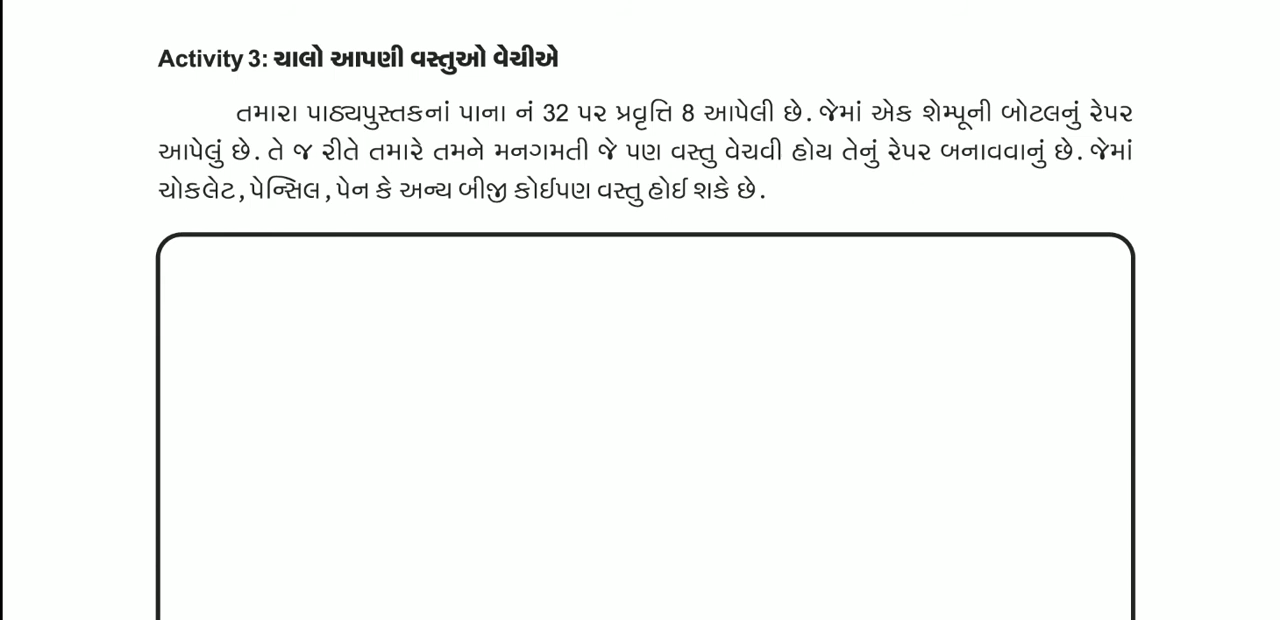 Activity 3: ચાલો આપણી વસ્તુઓ વેચીએ
તમારા પાઠ્યપુસ્તકનાં પાના નં 32 પર પ્રવૃત્તિ 8 આપેલી છે. જેમાં એક શેમ્પૂની બોટલનું રેપર
આપેલું છે. તે જ રીતે તમારે તમને મનગમતી જે પણ વસ્તુ વેચવી હોય તેનું રેપર બનાવવાનું છે. જેમાં
ચોકલેટ, પેન્સિલ, પેન કે અન્ય બીજી કોઈપણ વસ્તુ હોઈ શકે છે.